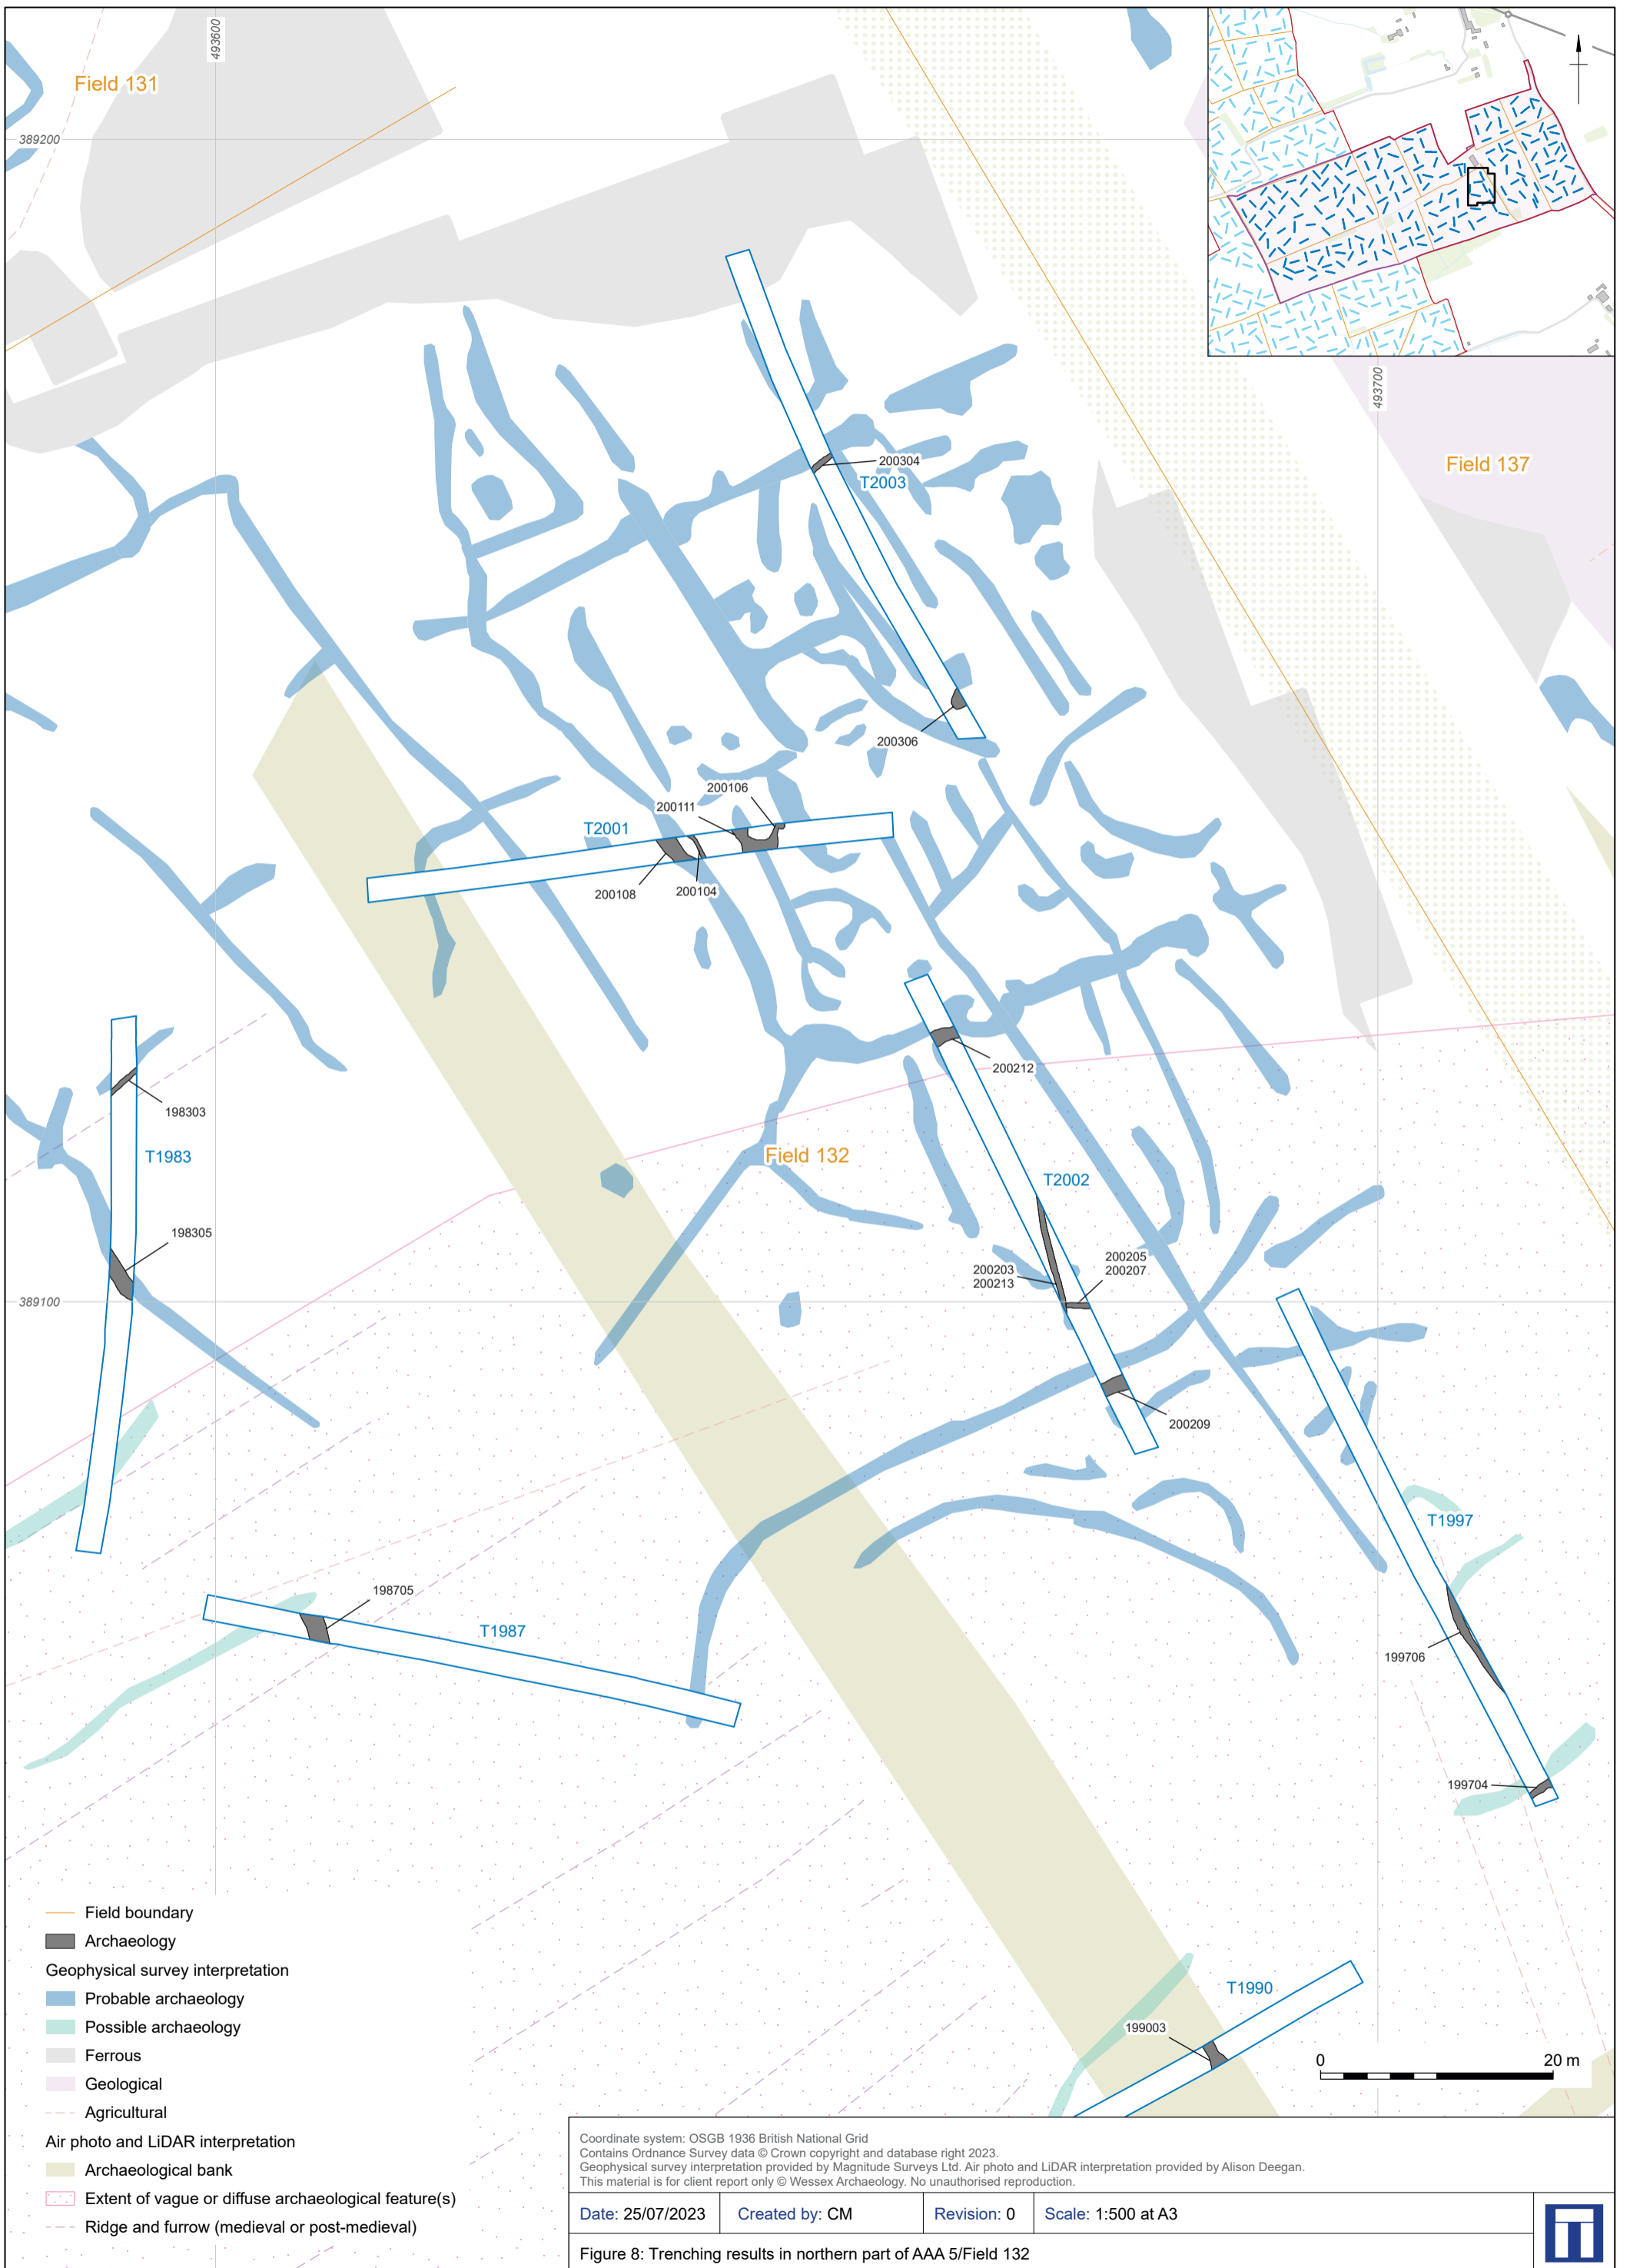 493600
Field 131
389200
493700
Field 137
200304
T2003
200306
200106
200111
T2001
200108
200104
200212
198303
T1983
Field 132
T2002
198305
200205
200207
200203
200213
389100
200209
T1997
198705
T1987
199706
199704
T1990
199003
0 20 m
Field boundary
Archaeology
Geophysical survey interpretation
Probable archaeology
Possible archaeology
Ferrous
Geological
Agricultural
Air photo and LiDAR interpretation
Archaeological bank
Extent of vague or diffuse archaeological feature(s)
Ridge and furrow (medieval or post-medieval)
Coordinate system: OSGB 1936 British National Grid
Contains Ordnance Survey data © Crown copyright and database right 2023.
Geophysical survey interpretation provided by Magnitude Surveys Ltd. Air photo and LiDAR interpretation provided by Alison Deegan.
This material is for client report only © Wessex Archaeology. No unauthorised reproduction.
Date: 25/07/2023 Created by: CM Revision: 0 Scale: 1:500 at A3
Figure 8: Trenching results in northern part of AAA 5/Field 132